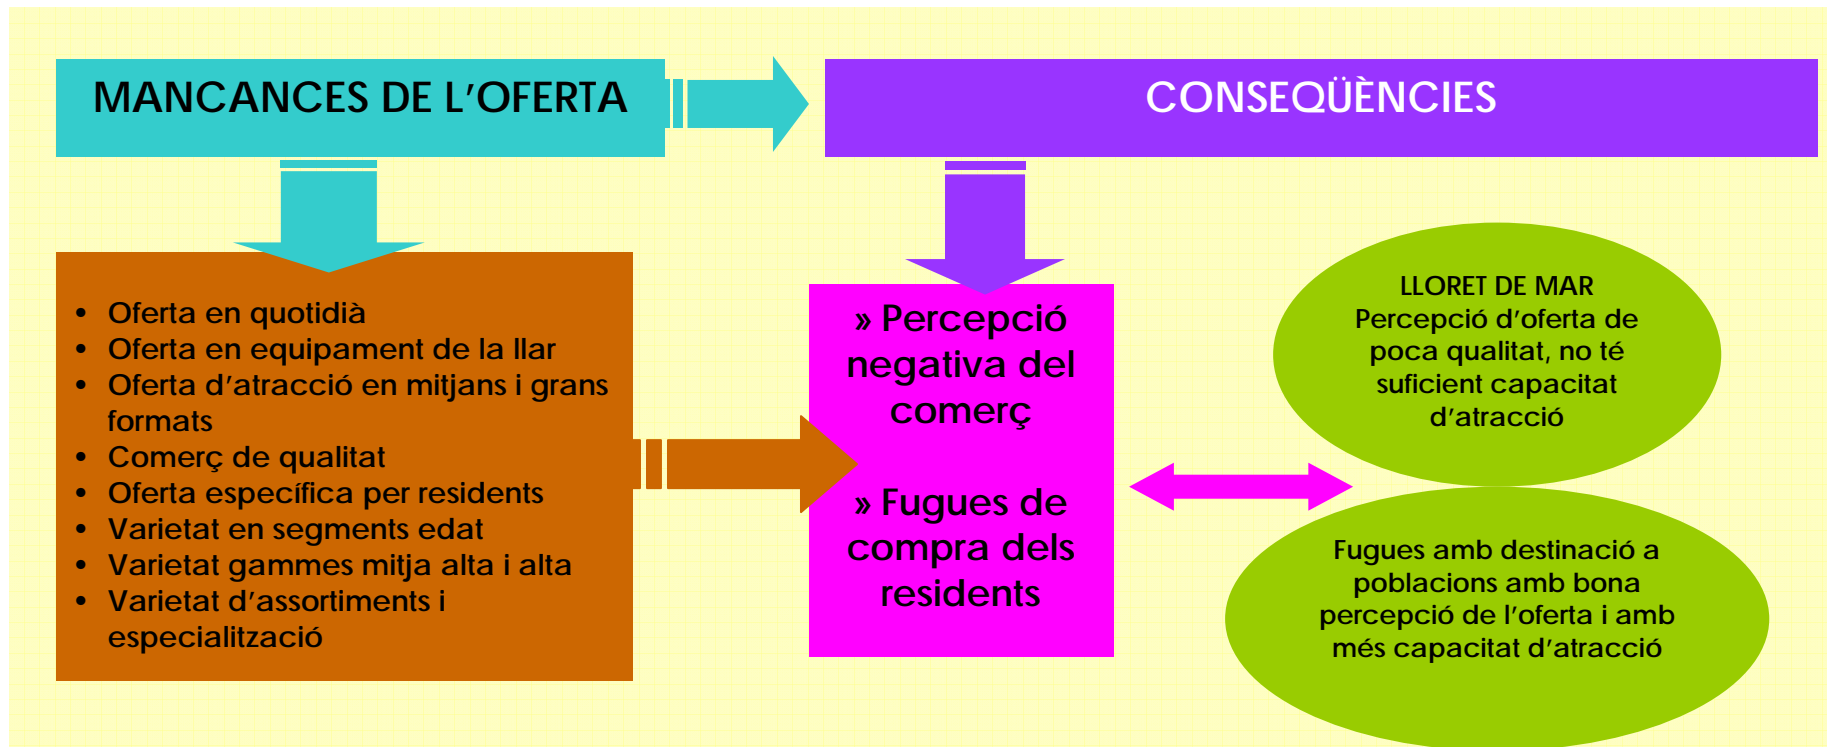 MANCANCES DE L’OFERTA
CONSEQÜÈNCIES
• Oferta en quotidià
• Oferta en equipament de la llar
• Oferta d’atracció en mitjans i grans
formats
• Comerç de qualitat
• Oferta específica per residents
• Varietat en segments edat
• Varietat gammes mitja alta i alta
• Varietat d’assortiments i
especialització
» Percepció
negativa del
comerç
» Fugues de
compra dels
residents
LLORET DE MAR
Percepció d’oferta de
poca qualitat, no té
suficient capacitat
d’atracció
Fugues amb destinació a
poblacions amb bona
percepció de l’oferta i amb
més capacitat d’atracció